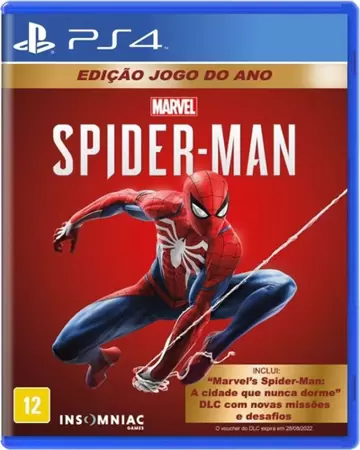 PS4
EDIÇÃO JOGO DO ANO
MARVEL
SPIDER-MAN
INCLUI:
"Marvel's Spider-Man:
A cidade que nunca dorme"
DLC com novas missões
e desafios
O voucher do DLC expira em 28/08/2022.
12
INSOMNIAC
GAMES